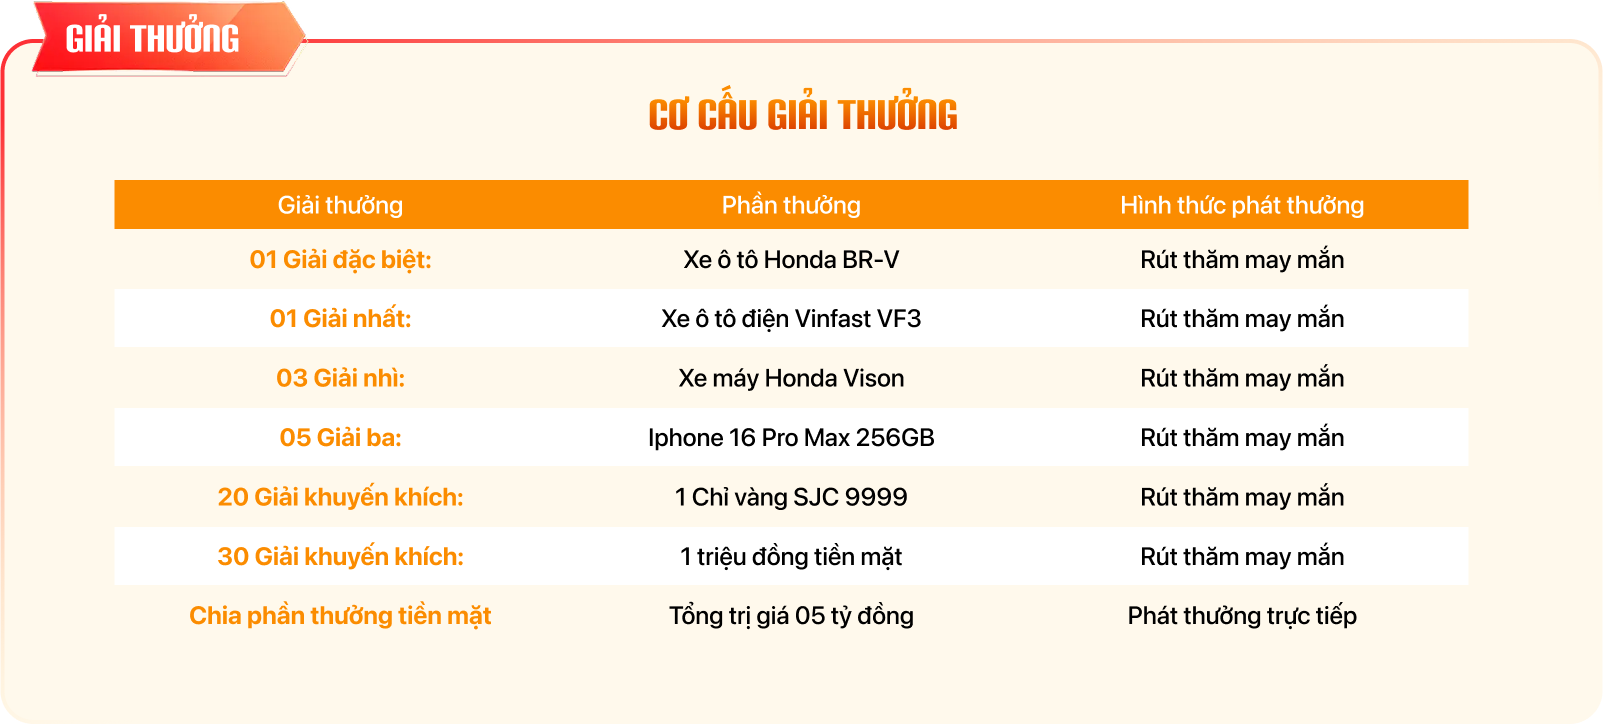 GIẢI THƯỞNG
CƠ CẤU GIẢI THƯỞNG
Giải thưởng Phần thưởng Hình thức phát thưởng
01 Giải đặc biệt: Xe ô tô Honda BR-V Rút thăm may mắn
01 Giải nhất: Xe ô tô điện Vinfast VF3 Rút thăm may mắn
03 Giải nhì: Xe máy Honda Vison Rút thăm may mắn
05 Giải ba: Iphone 16 Pro Max 256GB Rút thăm may mắn
20 Giải khuyến khích: 1 Chỉ vàng SJC 9999 Rút thăm may mắn
30 Giải khuyến khích: 1 triệu đồng tiền mặt Rút thăm may mắn
Chia phần thưởng tiền mặt Tổng trị giá 05 tỷ đồng Phát thưởng trực tiếp